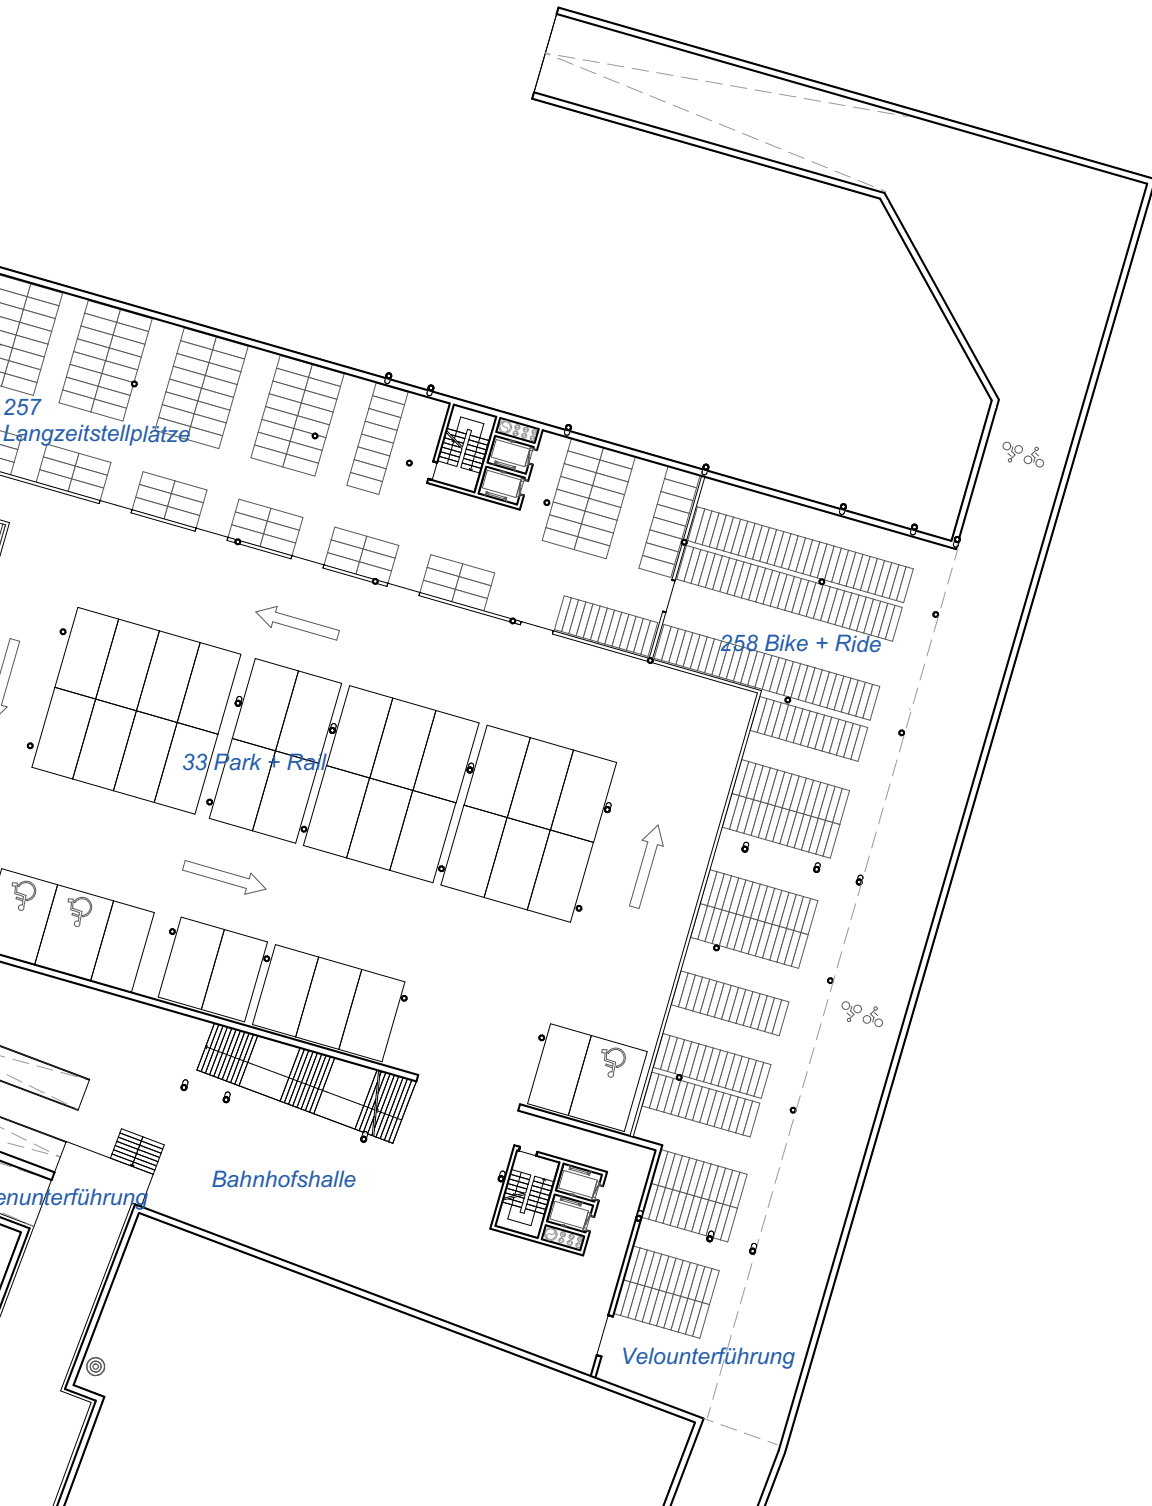 257
Langzeitstellplätze
258 Bike + Ride
33 Park + Rail
Bahnhofshalle
enunterführung
Velounterführung